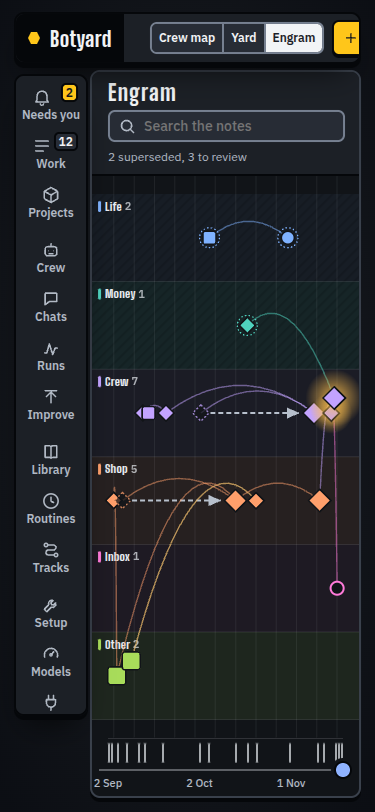 Botyard
Crew map
Yard
Engram
+
2
Needs you
12
Work
Projects
Crew
Chats
Runs
Improve
Library
Routines
Tracks
Setup
Models
Engram
Search the notes
2 superseded, 3 to review
Life 2
Money 1
Crew 7
Shop 5
Inbox 1
Other 2
2 Sep
2 Oct
1 Nov